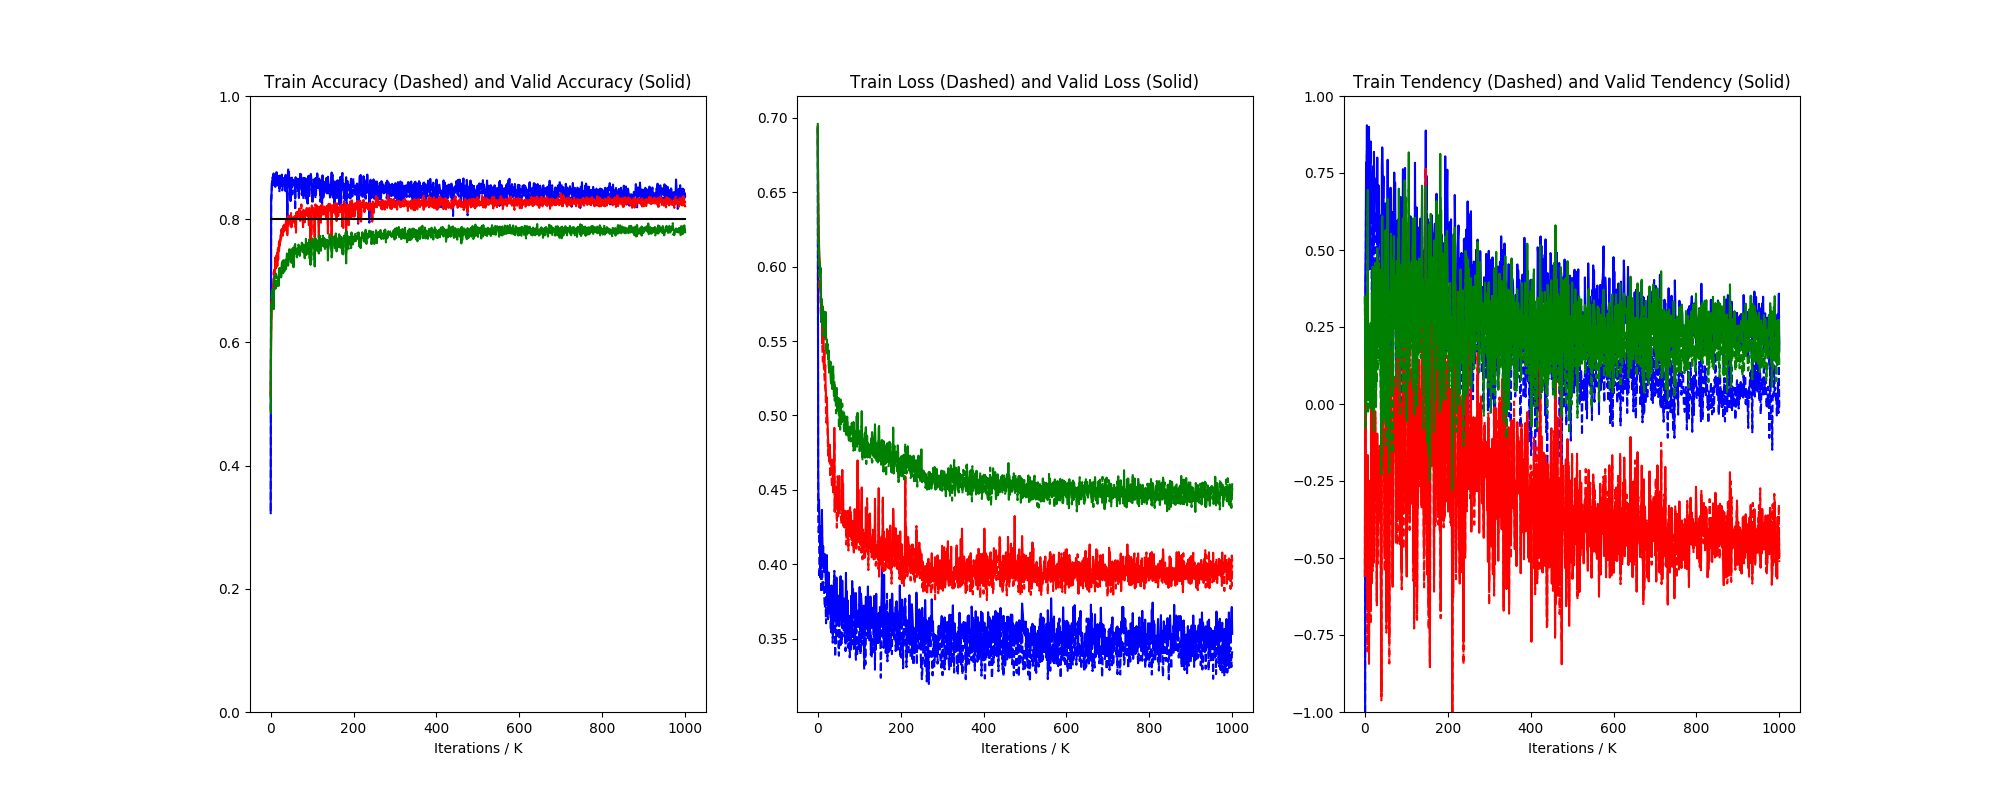 Train Accuracy (Dashed) and Valid Accuracy (Solid)
1.0
0.8
0.6
0.4
0.2
0.0
0 200 400 600 800 1000
Iterations / K
Train Loss (Dashed) and Valid Loss (Solid)
0.70
0.65
0.60
0.55
0.50
0.45
0.40
0.35
0 200 400 600 800 1000
Iterations / K
Train Tendency (Dashed) and Valid Tendency (Solid)
1.00
0.75
0.50
0.25
0.00
−0.25
−0.50
−0.75
−1.00
0 200 400 600 800 1000
Iterations / K